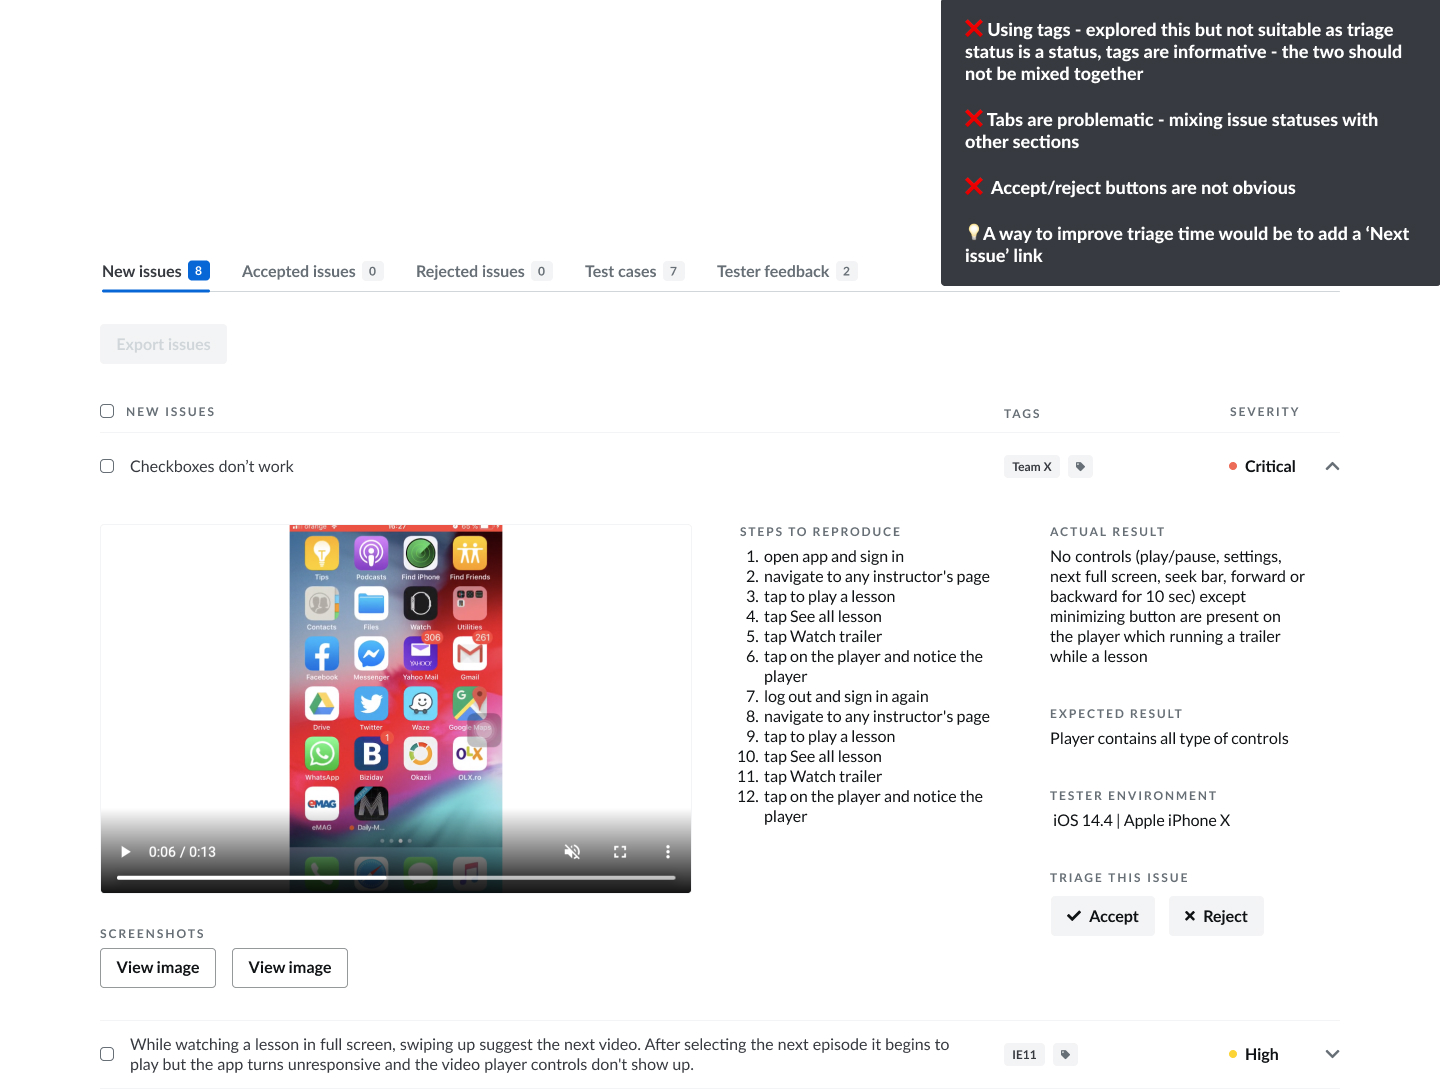 ❌ Using tags - explored this but not suitable as triage
status is a status, tags are informative - the two should
not be mixed together
❌ Tabs are problematic - mixing issue statuses with
other sections
❌ Accept/reject buttons are not obvious
💡A way to improve triage time would be to add a ‘Next
issue’ link
New issues 8 Accepted issues 0 Rejected issues 0 Test cases 7 Tester feedback 2
Export issues
NEW ISSUES TAGS SEVERITY
Checkboxes don’t work Team X Critical
orange 16:27 66 %
Tips Podcasts Find iPhone Find Friends
Contacts Files Watch Utilities
306 261
YAHOO!
Facebook Messenger Yahoo Mail Gmail
G
Drive Twitter Waze Google Maps
B 1 OLX
WhatsApp Biziday Okazii OLX.ro
eMAG M
eMAG Daily-M...
0:06 / 0:13
SCREENSHOTS
View image View image
STEPS TO REPRODUCE
1. open app and sign in
2. navigate to any instructor's page
3. tap to play a lesson
4. tap See all lesson
5. tap Watch trailer
6. tap on the player and notice the
player
7. log out and sign in again
8. navigate to any instructor's page
9. tap to play a lesson
10. tap See all lesson
11. tap Watch trailer
12. tap on the player and notice the
player
ACTUAL RESULT
No controls (play/pause, settings,
next full screen, seek bar, forward or
backward for 10 sec) except
minimizing button are present on
the player which running a trailer
while a lesson
EXPECTED RESULT
Player contains all type of controls
TESTER ENVIRONMENT
iOS 14.4 | Apple iPhone X
TRIAGE THIS ISSUE
Accept Reject
While watching a lesson in full screen, swiping up suggest the next video. After selecting the next episode it begins to
play but the app turns unresponsive and the video player controls don't show up.
IE11 High